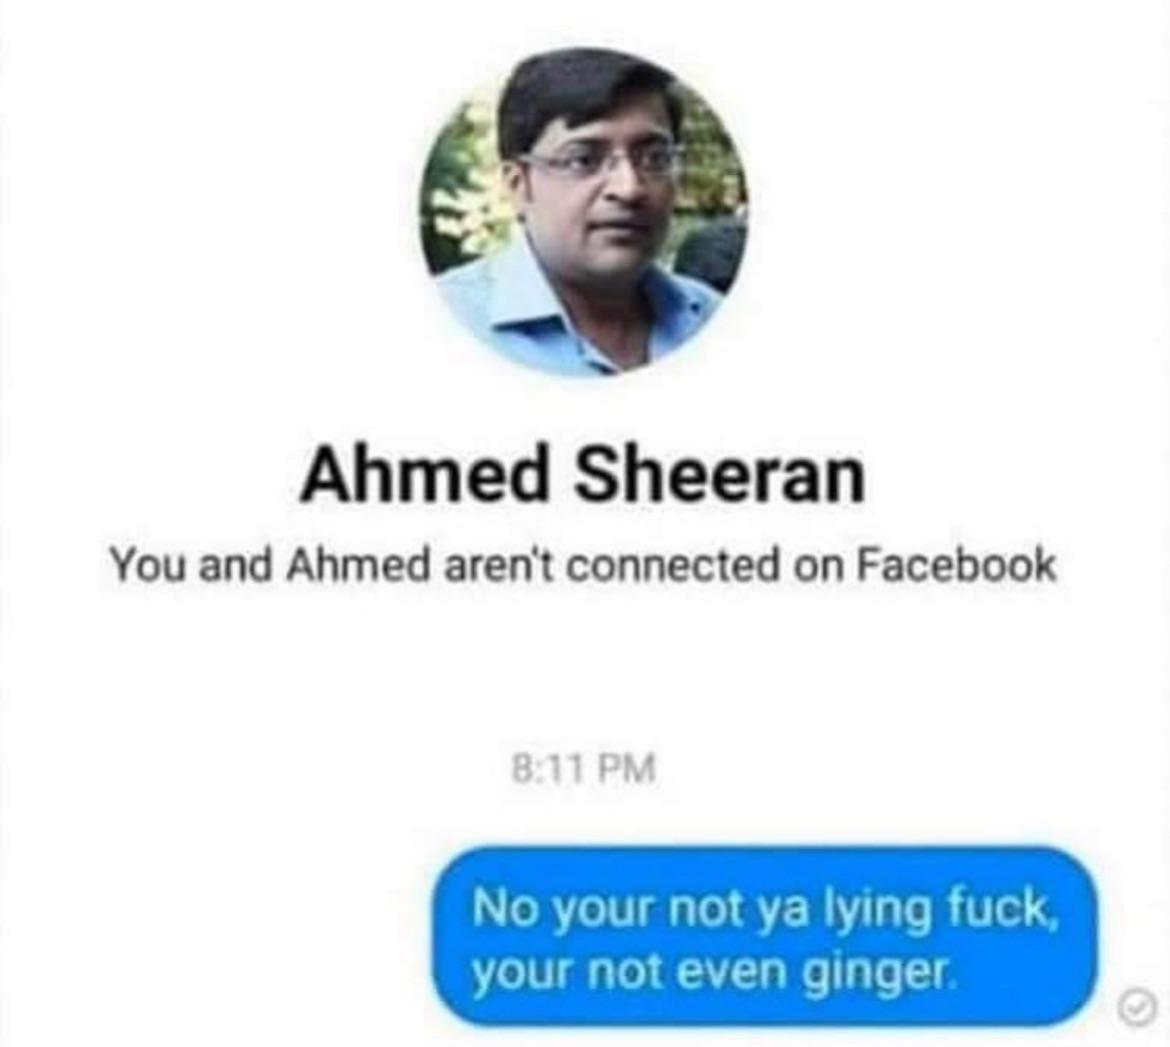 Ahmed Sheeran
You and Ahmed aren't connected on Facebook
8:11 PM
No your not ya lying fuck,
your not even ginger.